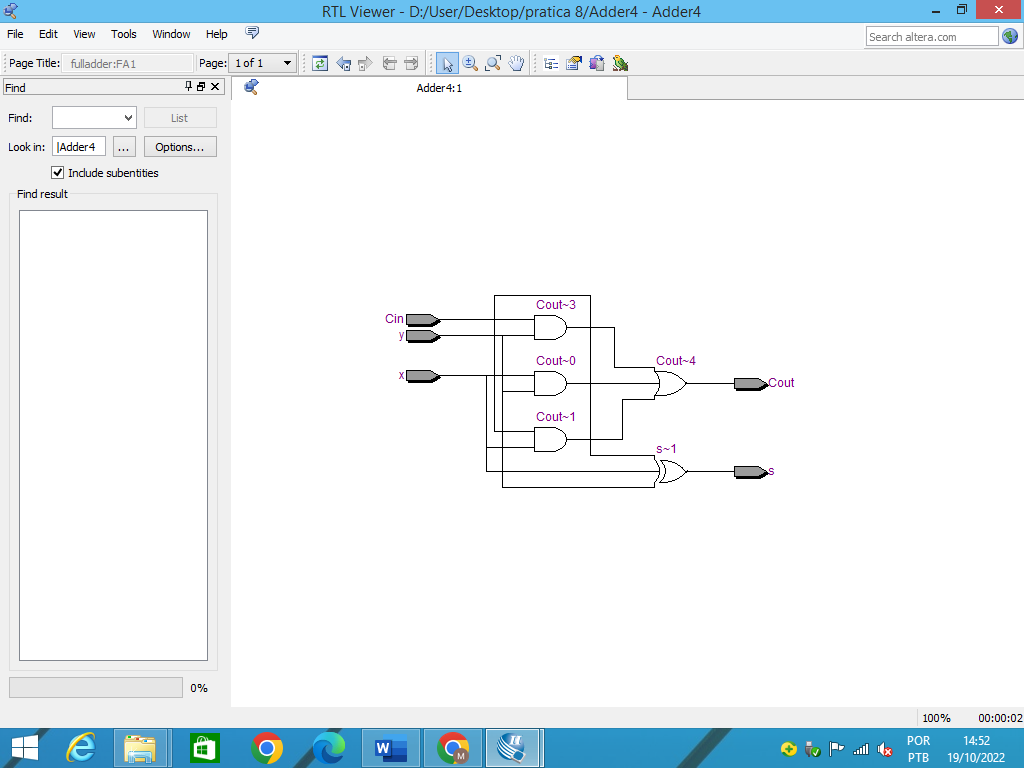 RTL Viewer - D:/User/Desktop/pratica 8/Adder4 - Adder4
File Edit View Tools Window Help
Search altera.com
Page Title: fulladder:FA1 Page: 1 of 1
Find
Adder4:1
Find: List
Look in: |Adder4 ... Options...
Include subentities
Find result
Cout~3
Cin
y
Cout~0
Cout~4
x
Cout
Cout~1
s~1
s
0%
100% 00:00:02
W
M
POR 14:52
PTB 19/10/2022